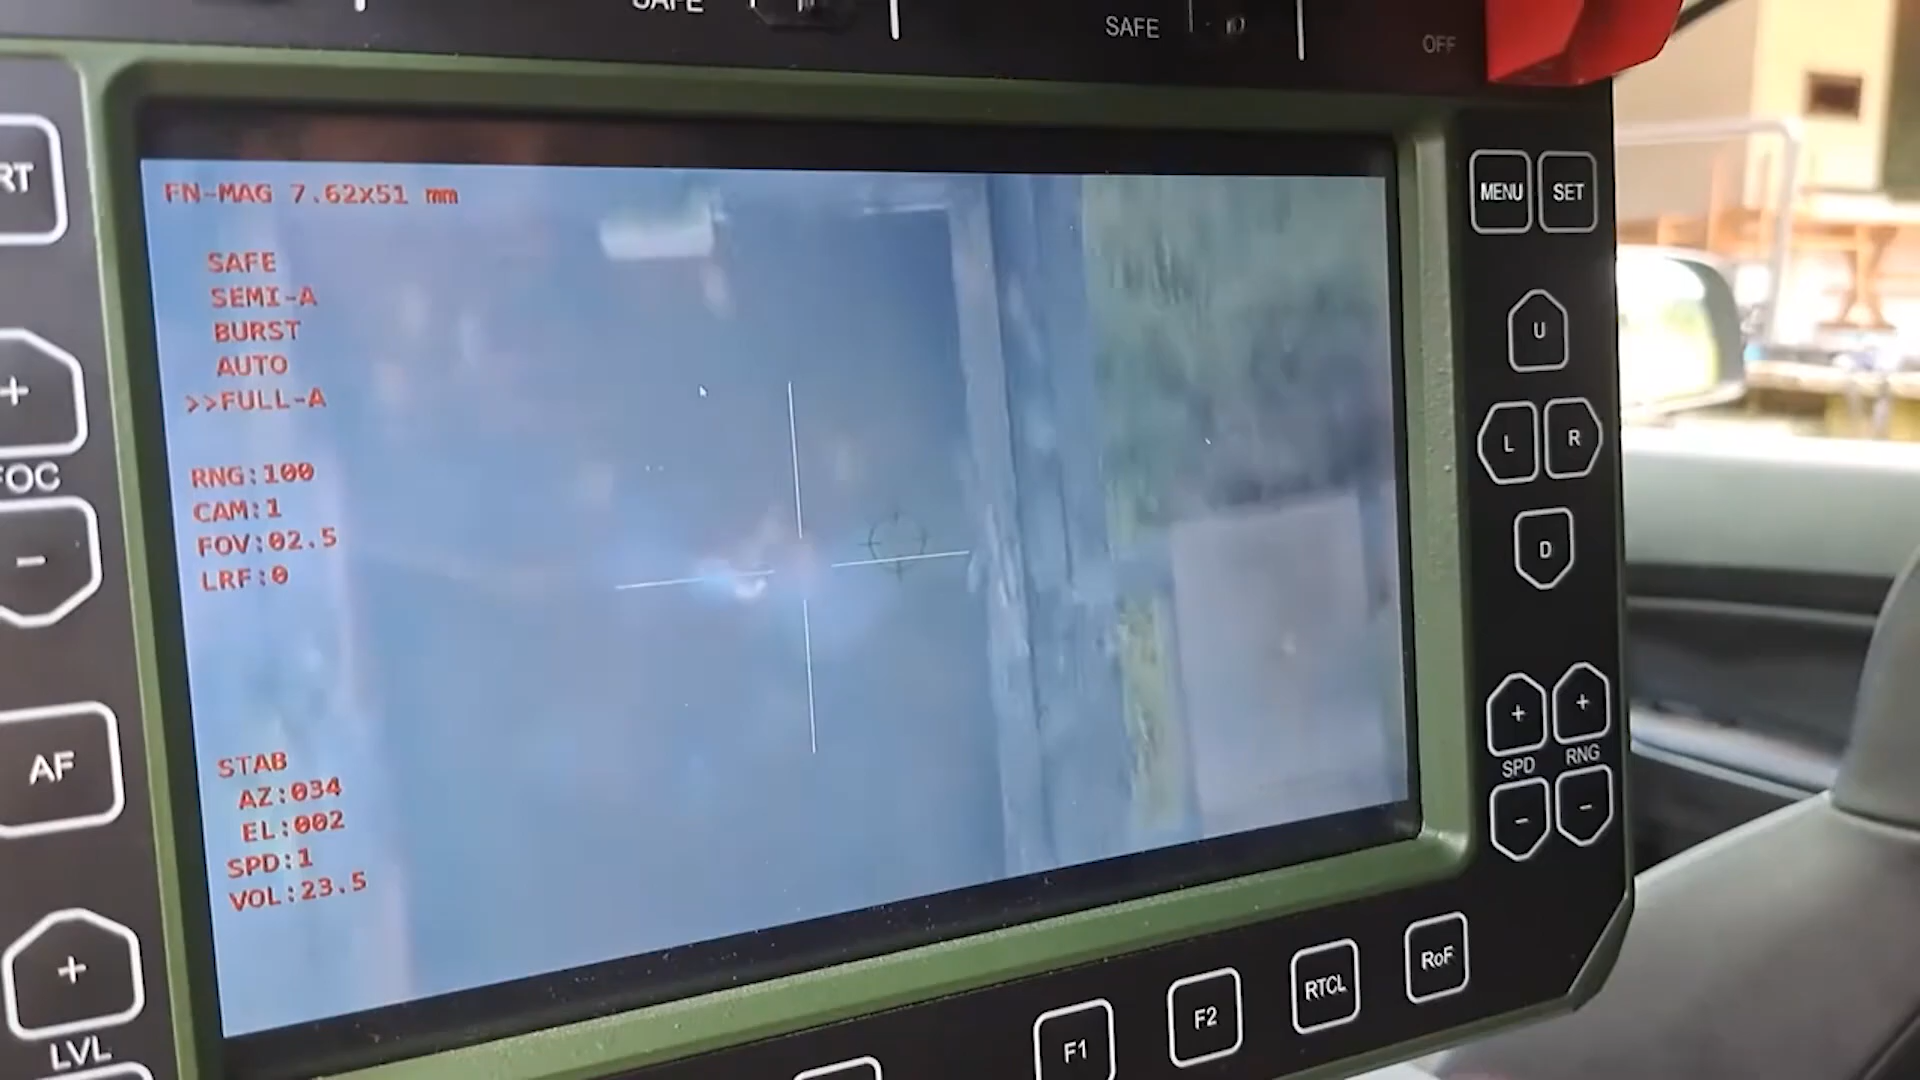 SAFE
SAFE
OFF
FN-MAG 7.62x51 mm
SAFE
SEMI-A
BURST
AUTO
>>FULL-A
RNG:100
CAM:1
FOV:02.5
LRF:0
STAB
AZ:034
EL:002
SPD:1
VOL:23.5
RT
+
FOC
-
AF
+
LVL
MENU SET
U
L R
D
+ +
SPD RNG
- -
F1 F2 RTCL RoF